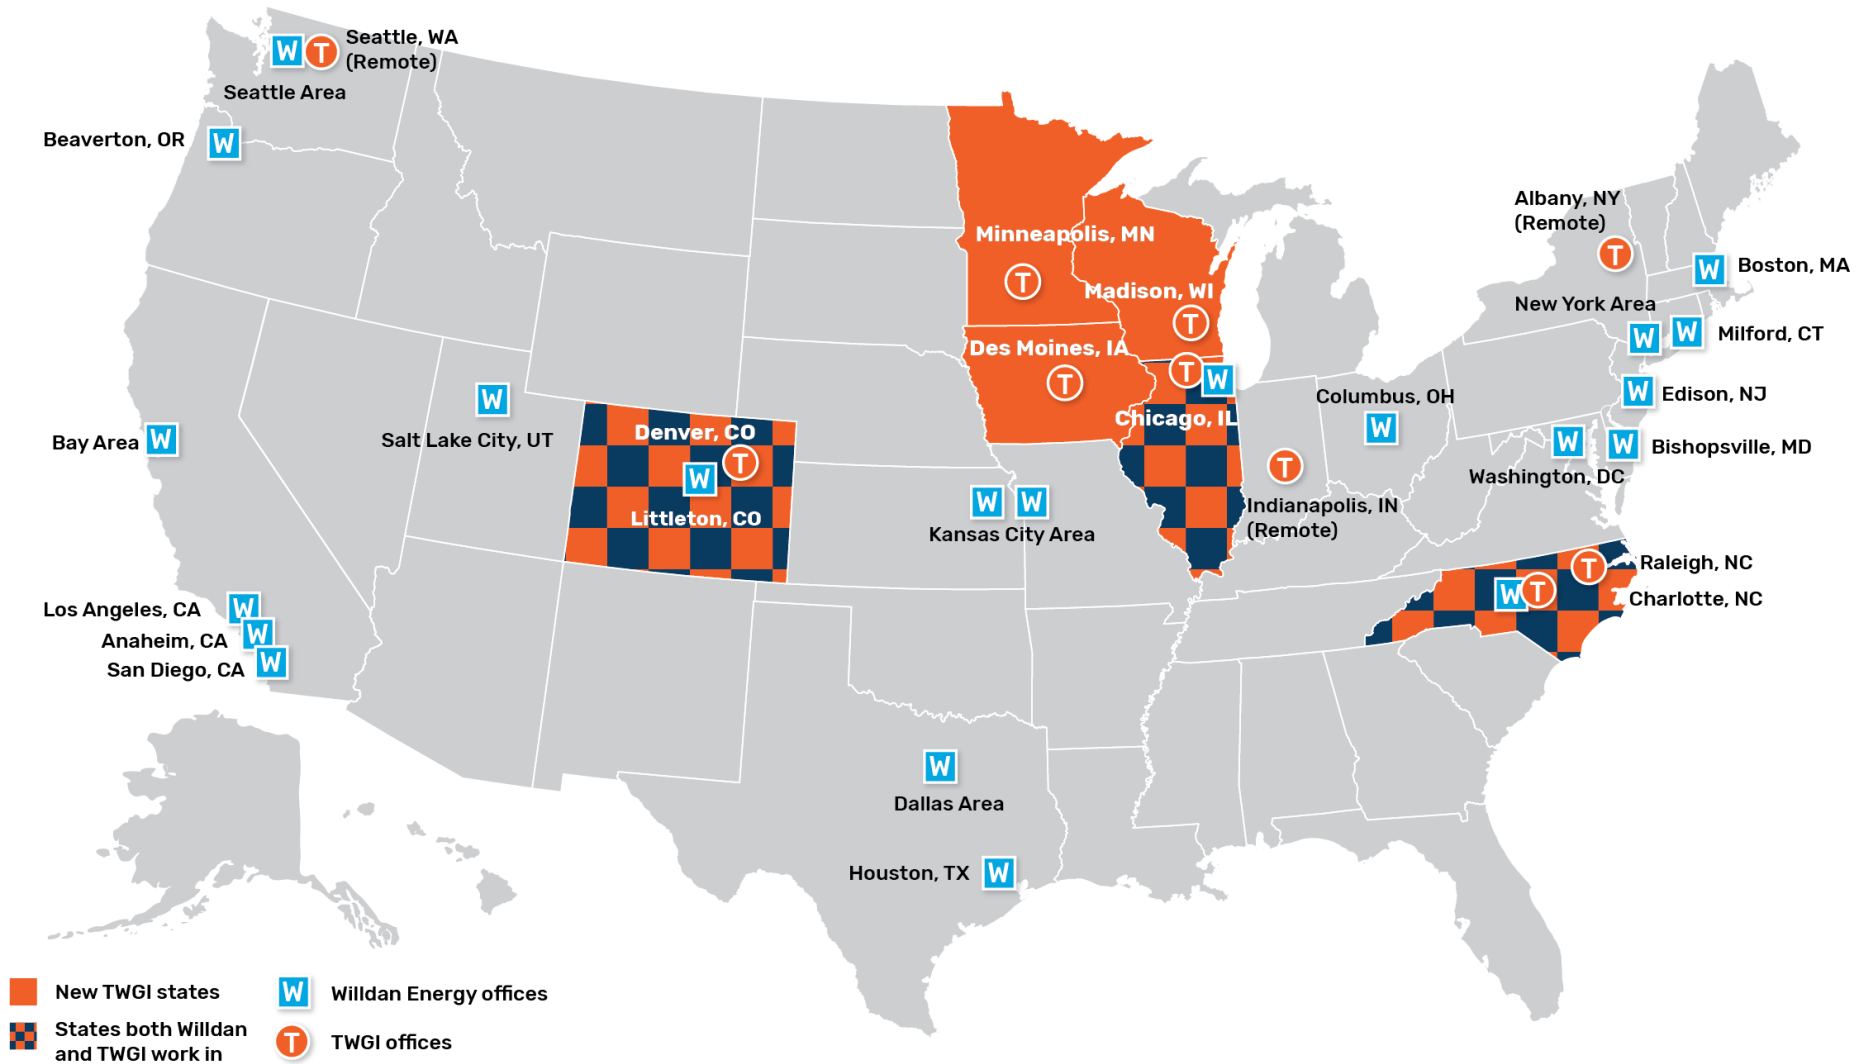 W T Seattle, WA
(Remote)
Seattle Area
Beaverton, OR W
Minneapolis, MN
T
Madison, WI
T
Des Moines, IA
T
Albany, NY
(Remote)
T
W Boston, MA
New York Area
W W Milford, CT
W Edison, NJ
T W
Chicago, IL
Columbus, OH
W
W
Salt Lake City, UT
Denver, CO
W T
Littleton, CO
Bay Area W
W W Bishopsville, MD
Washington, DC
T
Indianapolis, IN
(Remote)
W W
Kansas City Area
T Raleigh, NC
W T Charlotte, NC
Los Angeles, CA W
Anaheim, CA W
San Diego, CA W
W
Dallas Area
Houston, TX W
New TWGI states
W Willdan Energy offices
States both Willdan
and TWGI work in
T TWGI offices